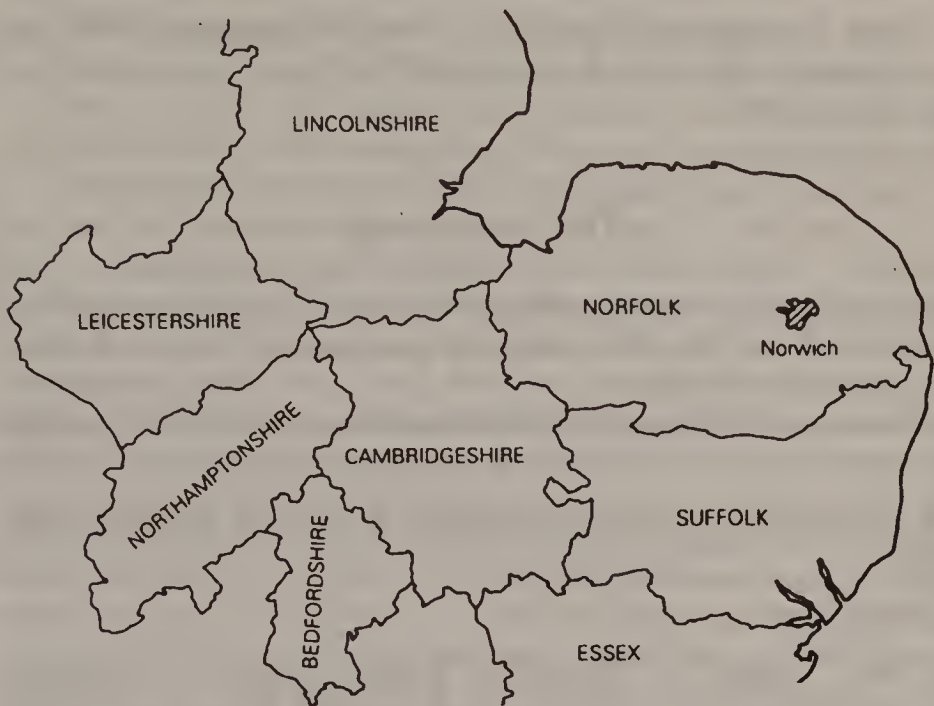 LINCOLNSHIRE
NORFOLK
LEICESTERSHIRE
Norwich
NORTHAMPTONSHIRE
CAMBRIDGESHIRE
SUFFOLK
BEDFORDSHIRE
ESSEX